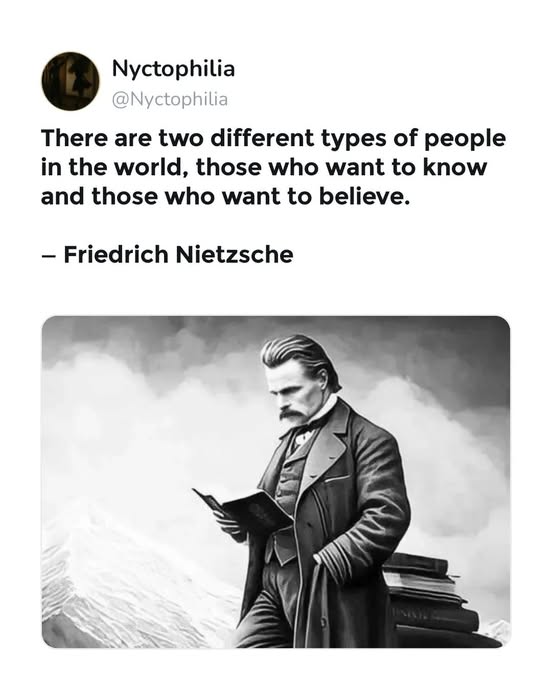 Nyctophilia
@Nyctophilia
There are two different types of people
in the world, those who want to know
and those who want to believe.
– Friedrich Nietzsche